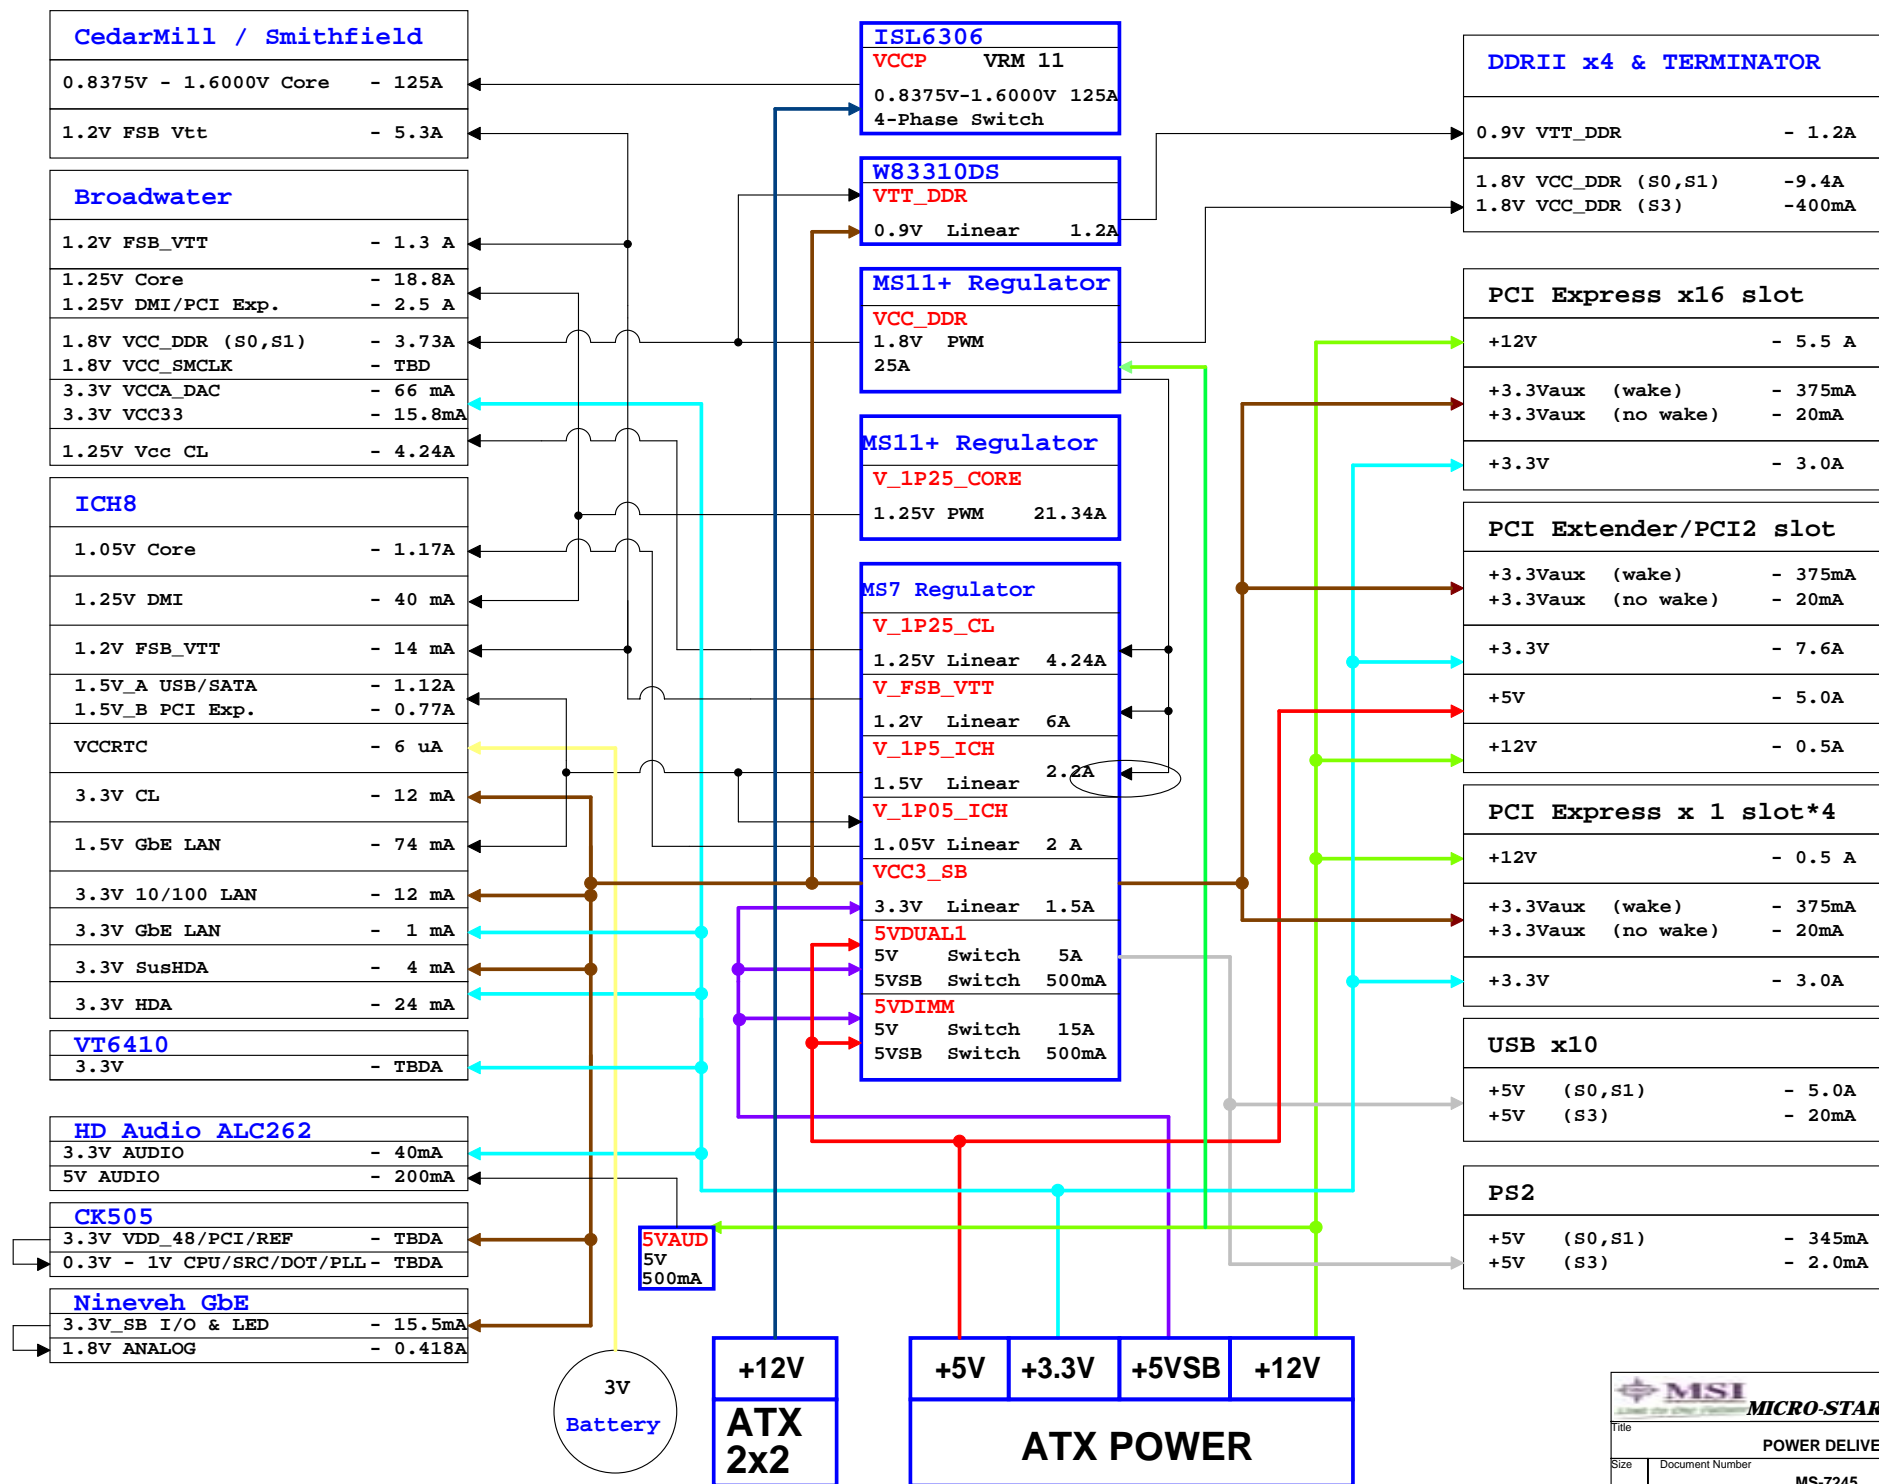 CedarMill / Smithfield
0.8375V - 1.6000V Core - 125A
1.2V FSB Vtt - 5.3A
Broadwater
1.2V FSB_VTT - 1.3 A
1.25V Core - 18.8A
1.25V DMI/PCI Exp. - 2.5 A
1.8V VCC_DDR (S0,S1) - 3.73A
1.8V VCC_SMCLK - TBD
3.3V VCCA_DAC - 66 mA
3.3V VCC33 - 15.8mA
1.25V Vcc CL - 4.24A
ICH8
1.05V Core - 1.17A
1.25V DMI - 40 mA
1.2V FSB_VTT - 14 mA
1.5V_A USB/SATA - 1.12A
1.5V_B PCI Exp. - 0.77A
VCCRTC - 6 uA
3.3V CL - 12 mA
1.5V GbE LAN - 74 mA
3.3V 10/100 LAN - 12 mA
3.3V GbE LAN - 1 mA
3.3V SusHDA - 4 mA
3.3V HDA - 24 mA
VT6410
3.3V - TBDA
HD Audio ALC262
3.3V AUDIO - 40mA
5V AUDIO - 200mA
CK505
3.3V VDD_48/PCI/REF - TBDA
0.3V - 1V CPU/SRC/DOT/PLL - TBDA
Nineveh GbE
3.3V_SB I/O & LED - 15.5mA
1.8V ANALOG - 0.418A
ISL6306
VCCP VRM 11
0.8375V-1.6000V 125A
4-Phase Switch
W83310DS
VTT_DDR
0.9V Linear 1.2A
MS11+ Regulator
VCC_DDR
1.8V PWM
25A
MS11+ Regulator
V_1P25_CORE
1.25V PWM 21.34A
MS7 Regulator
V_1P25_CL
1.25V Linear 4.24A
V_FSB_VTT
1.2V Linear 6A
V_1P5_ICH
1.5V Linear 2.2A
V_1P05_ICH
1.05V Linear 2 A
VCC3_SB
3.3V Linear 1.5A
5VDUAL1
5V Switch 5A
5VSB Switch 500mA
5VDIMM
5V Switch 15A
5VSB Switch 500mA
5VAUD
5V
500mA
3V
Battery
+12V
ATX
2x2
+5V +3.3V +5VSB +12V
ATX POWER
DDRII x4 & TERMINATOR
0.9V VTT_DDR - 1.2A
1.8V VCC_DDR (S0,S1) -9.4A
1.8V VCC_DDR (S3) -400mA
PCI Express x16 slot
+12V - 5.5 A
+3.3Vaux (wake) - 375mA
+3.3Vaux (no wake) - 20mA
+3.3V - 3.0A
PCI Extender/PCI2 slot
+3.3Vaux (wake) - 375mA
+3.3Vaux (no wake) - 20mA
+3.3V - 7.6A
+5V - 5.0A
+12V - 0.5A
PCI Express x 1 slot*4
+12V - 0.5 A
+3.3Vaux (wake) - 375mA
+3.3Vaux (no wake) - 20mA
+3.3V - 3.0A
USB x10
+5V (S0,S1) - 5.0A
+5V (S3) - 20mA
PS2
+5V (S0,S1) - 345mA
+5V (S3) - 2.0mA
MSI
MICRO-STAR
Title
POWER DELIVE
Size Document Number
MS-7245